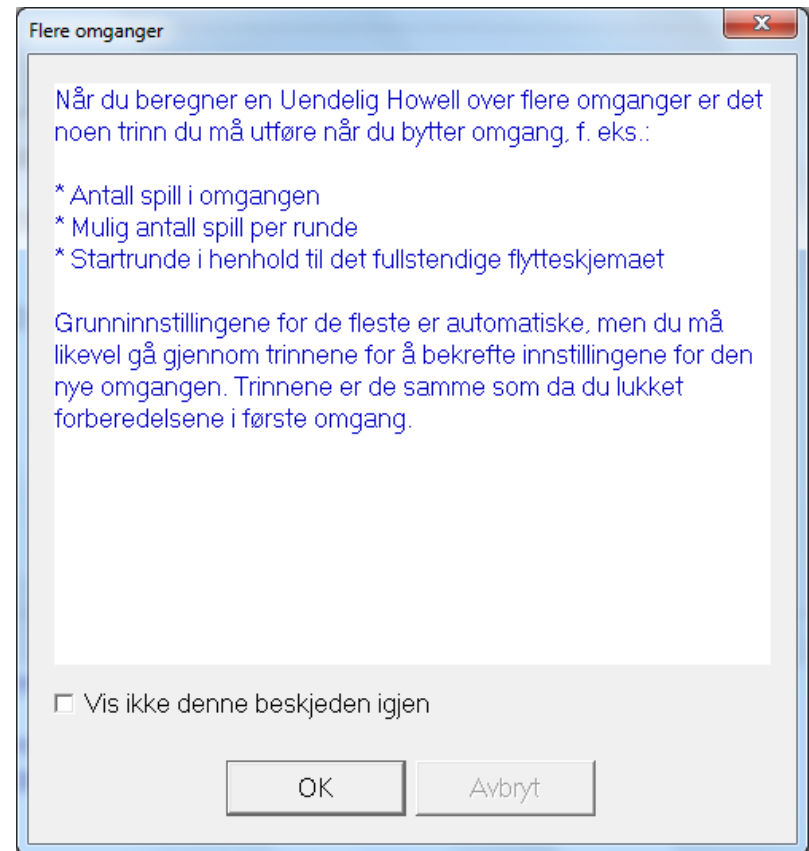 Flere omganger
Når du beregner en Uendelig Howell over flere omganger er det
noen trinn du må utføre når du bytter omgang, f. eks.:
* Antall spill i omgangen
* Mulig antall spill per runde
* Startrunde i henhold til det fullstendige flytteskjemaet
Grunninnstillingene for de fleste er automatiske, men du må
likevel gå gjennom trinnene for å bekrefte innstillingene for den
nye omgangen. Trinnene er de samme som da du lukket
forberedelsene i første omgang.
Vis ikke denne beskjeden igjen
OK
Avbryt